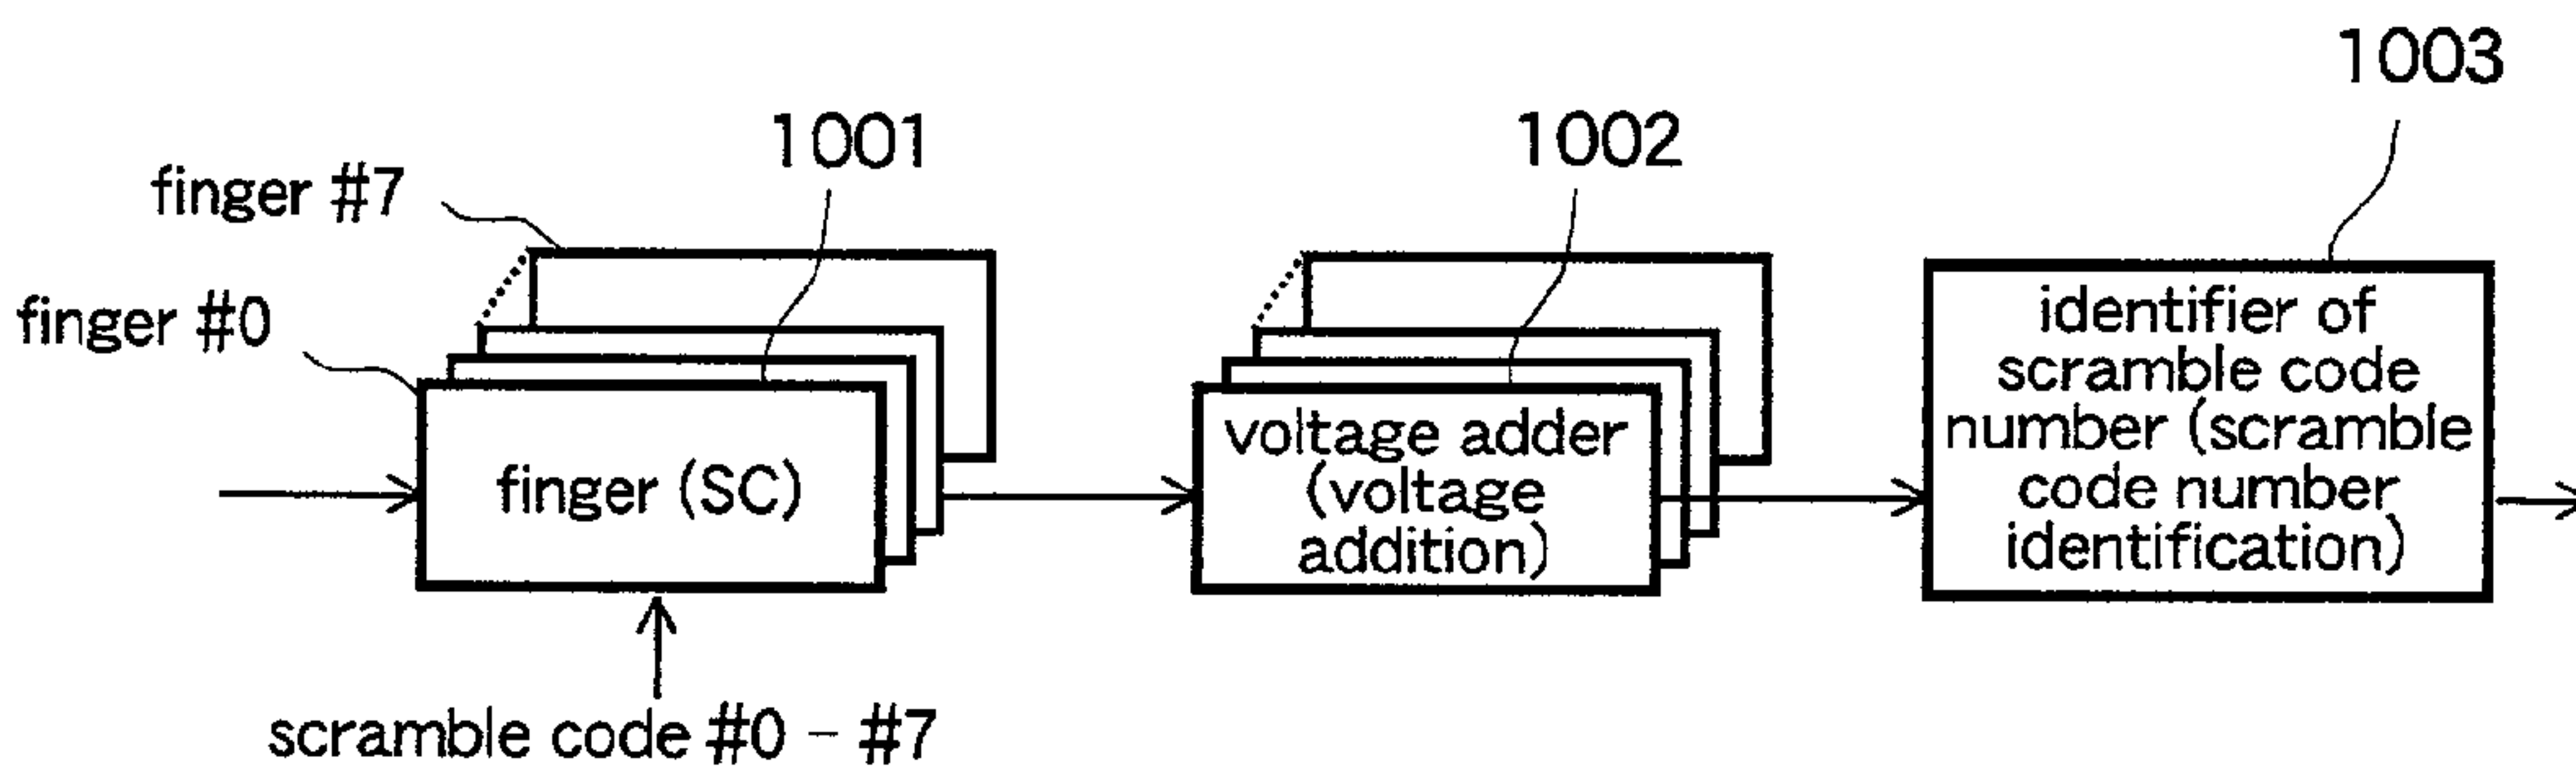 1003
1001
1002
finger #7
finger #0
finger (SC)
voltage adder
(voltage
addition)
identifier of
scramble code
number (scramble
code number
identification)
scramble code #0 - #7